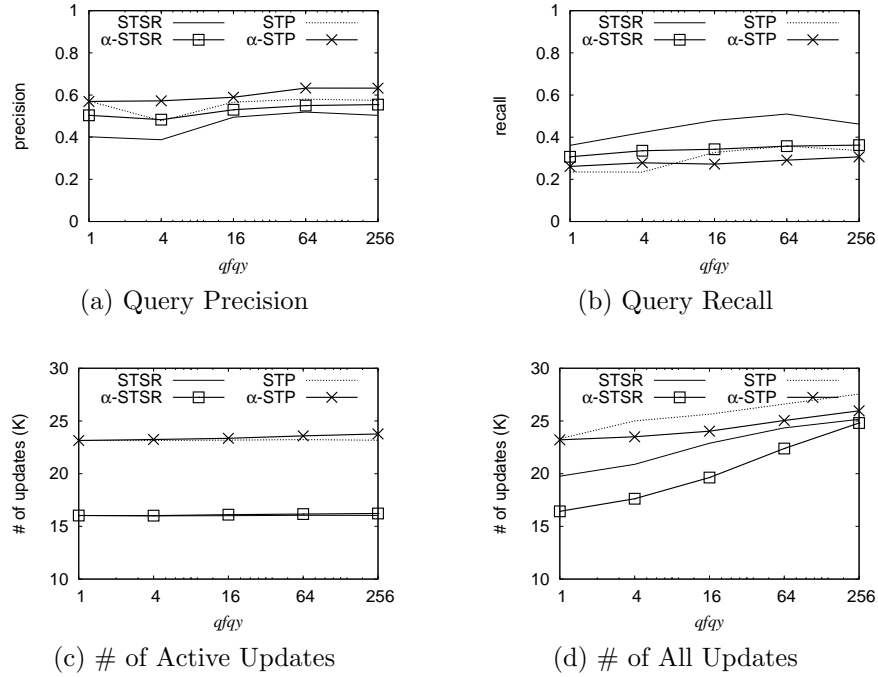 STSR STP
α-STSR α-STP
precision
1
0.8
0.6
0.4
0.2
0
1 4 16 64 256
qfqy
(a) Query Precision
STSR STP
α-STSR α-STP
recall
1
0.8
0.6
0.4
0.2
0
1 4 16 64 256
qfqy
(b) Query Recall
STSR STP
α-STSR α-STP
# of updates (K)
30
25
20
15
10
1 4 16 64 256
qfqy
(c) # of Active Updates
STSR STP
α-STSR α-STP
# of updates (K)
30
25
20
15
10
1 4 16 64 256
qfqy
(d) # of All Updates